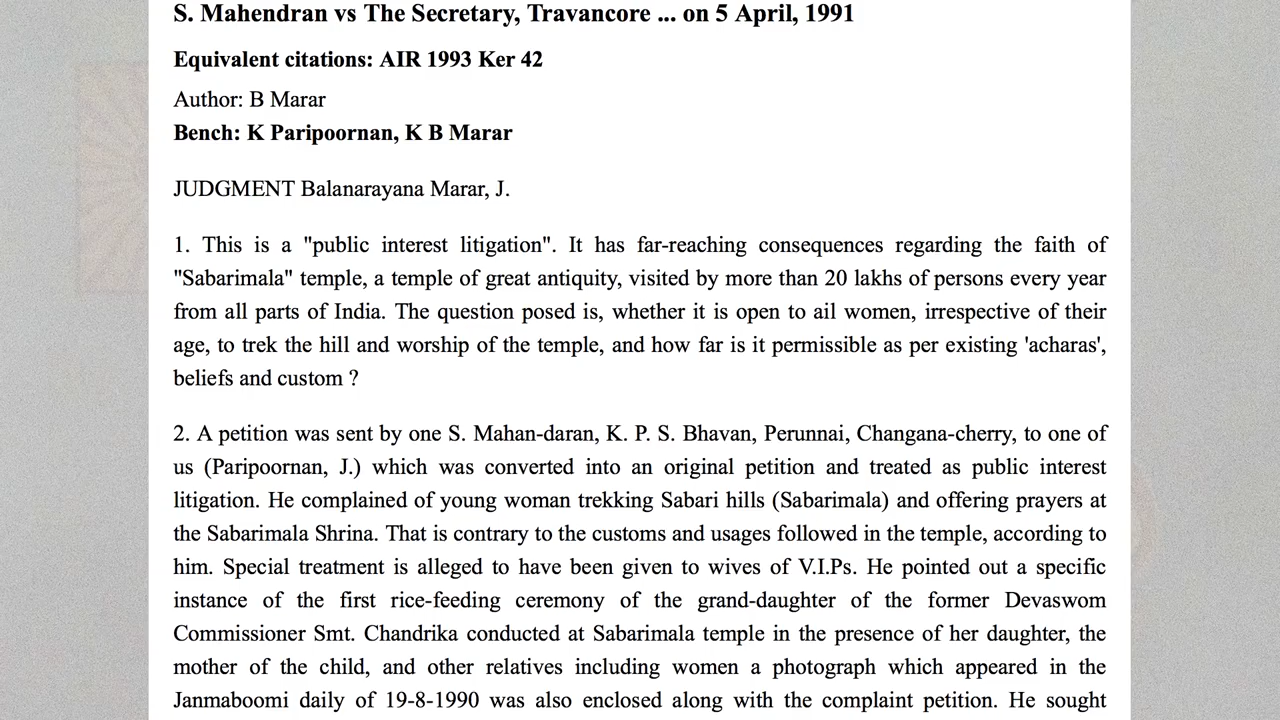 S. Mahendran vs The Secretary, Travancore ... on 5 April, 1991
Equivalent citations: AIR 1993 Ker 42
Author: B Marar
Bench: K Paripoornan, K B Marar
JUDGMENT Balanarayana Marar, J.
1. This is a "public interest litigation". It has far-reaching consequences regarding the faith of
"Sabarimala" temple, a temple of great antiquity, visited by more than 20 lakhs of persons every year
from all parts of India. The question posed is, whether it is open to ail women, irrespective of their
age, to trek the hill and worship of the temple, and how far is it permissible as per existing 'acharas',
beliefs and custom ?
2. A petition was sent by one S. Mahan-daran, K. P. S. Bhavan, Perunnai, Changana-cherry, to one of
us (Paripoornan, J.) which was converted into an original petition and treated as public interest
litigation. He complained of young woman trekking Sabari hills (Sabarimala) and offering prayers at
the Sabarimala Shrina. That is contrary to the customs and usages followed in the temple, according to
him. Special treatment is alleged to have been given to wives of V.I.Ps. He pointed out a specific
instance of the first rice-feeding ceremony of the grand-daughter of the former Devaswom
Commissioner Smt. Chandrika conducted at Sabarimala temple in the presence of her daughter, the
mother of the child, and other relatives including women a photograph which appeared in the
Janmaboomi daily of 19-8-1990 was also enclosed along with the complaint petition. He sought